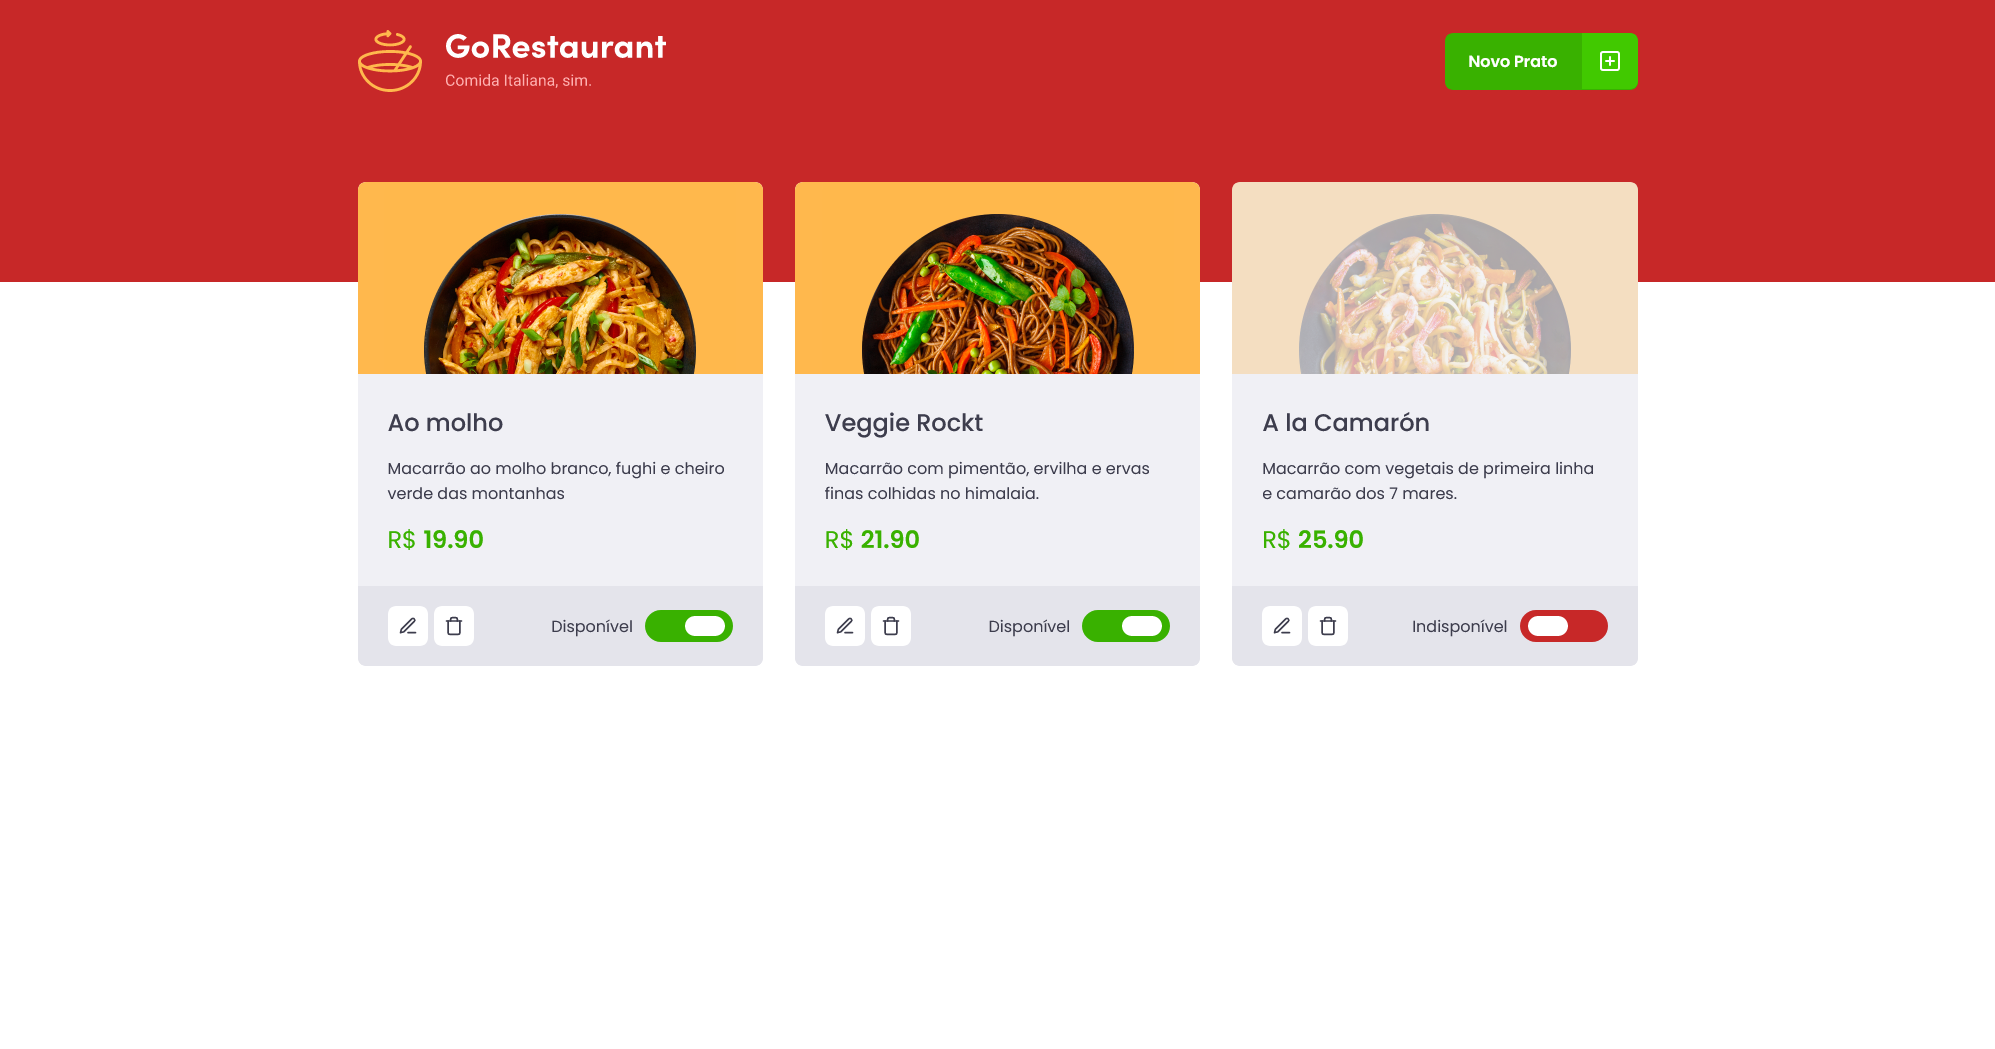 GoRestaurant
Comida Italiana, sim.
Novo Prato
Ao molho
Macarrão ao molho branco, fughi e cheiro
verde das montanhas
R$ 19.90
Disponível
Veggie Rockt
Macarrão com pimentão, ervilha e ervas
finas colhidas no himalaia.
R$ 21.90
Disponível
A la Camarón
Macarrão com vegetais de primeira linha
e camarão dos 7 mares.
R$ 25.90
Indisponível